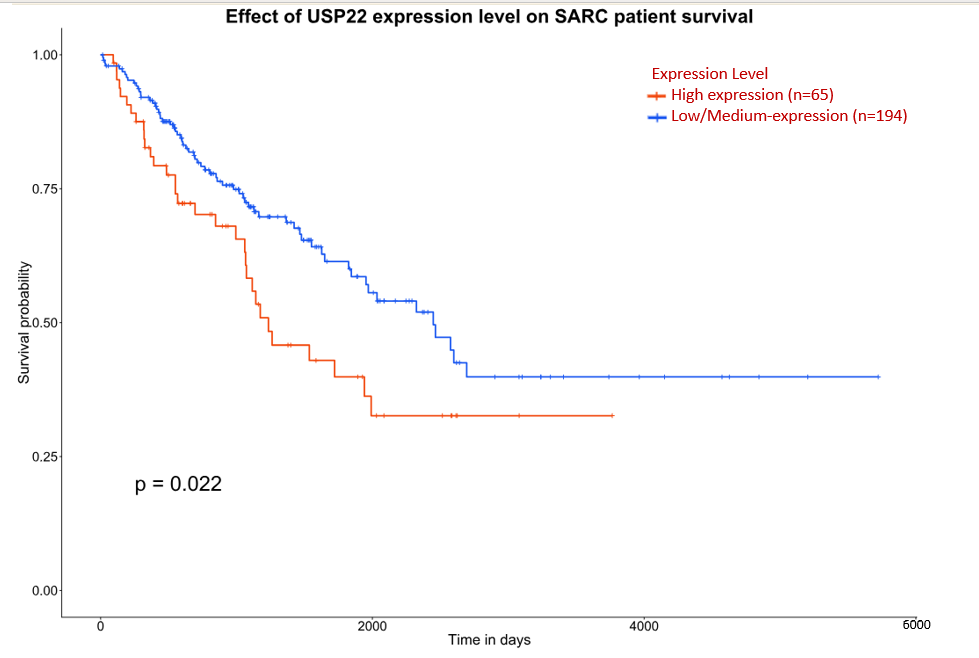 Effect of USP22 expression level on SARC patient survival
Expression Level
High expression (n=65)
Low/Medium-expression (n=194)
Survival probability
1.00
0.75
0.50
0.25
0.00
p = 0.022
0 2000 4000 6000
Time in days